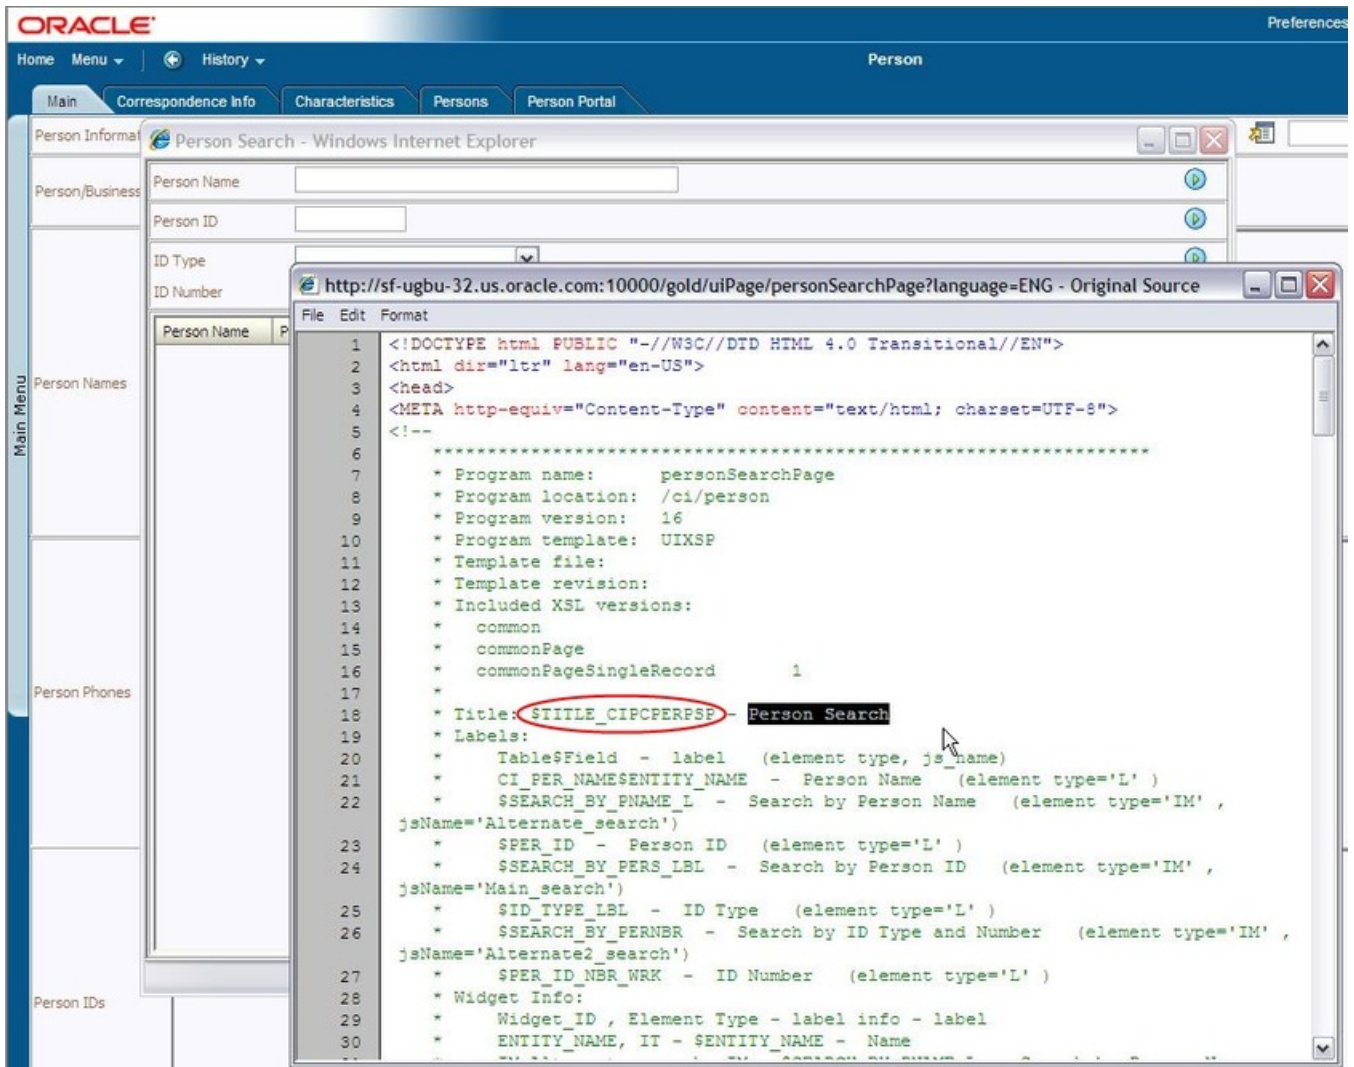 ORACLE
Preferences
Home Menu History Person
Main Correspondence Info Characteristics Persons Person Portal
Person Informat
Person Search - Windows Internet Explorer
Person Name
Person/Business
Person ID
ID Type
ID Number
http://sf-ugbu-32.us.oracle.com:10000/gold/uiPage/personSearchPage?language=ENG - Original Source
File Edit Format
Person Name P
Main Menu
Person Names
Person Phones
Person IDs
1 <!DOCTYPE html PUBLIC "-//W3C//DTD HTML 4.0 Transitional//EN">
2 <html dir="ltr" lang="en-US">
3 <head>
4 <META http-equiv="Content-Type" content="text/html; charset=UTF-8">
5 <!--
6 ******************************************************************
7 * Program name: personSearchPage
8 * Program location: /ci/person
9 * Program version: 16
10 * Program template: UIXSP
11 * Template file:
12 * Template revision:
13 * Included XSL versions:
14 * common
15 * commonPage
16 * commonPageSingleRecord 1
17 *
18 * Title: $TITLE_CIPCPERPSP - Person Search
19 * Labels:
20 * Table$Field - label (element type, js_name)
21 * CI_PER_NAME$ENTITY_NAME - Person Name (element type='L' )
22 * $SEARCH_BY_PNAME_L - Search by Person Name (element type='IM' ,
jsName='Alternate_search')
23 * $PER_ID - Person ID (element type='L' )
24 * $SEARCH_BY_PERS_LBL - Search by Person ID (element type='IM' ,
jsName='Main_search')
25 * $ID_TYPE_LBL - ID Type (element type='L' )
26 * $SEARCH_BY_PERNBR - Search by ID Type and Number (element type='IM' ,
jsName='Alternate2_search')
27 * $PER_ID_NBR_WRK - ID Number (element type='L' )
28 * Widget Info:
29 * Widget_ID , Element Type - label info - label
30 * ENTITY_NAME, IT - $ENTITY_NAME - Name